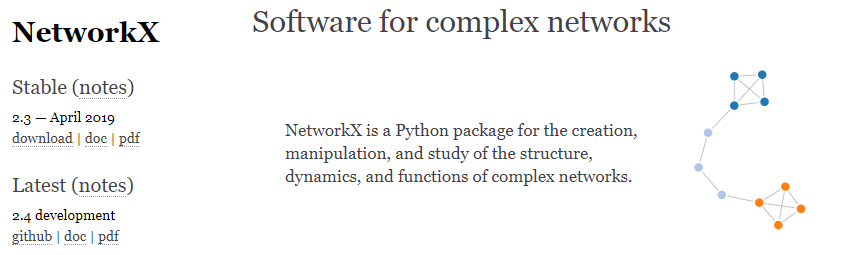 NetworkX
Stable (notes)
2.3 — April 2019
download | doc | pdf
Latest (notes)
2.4 development
github | doc | pdf
Software for complex networks
NetworkX is a Python package for the creation,
manipulation, and study of the structure,
dynamics, and functions of complex networks.